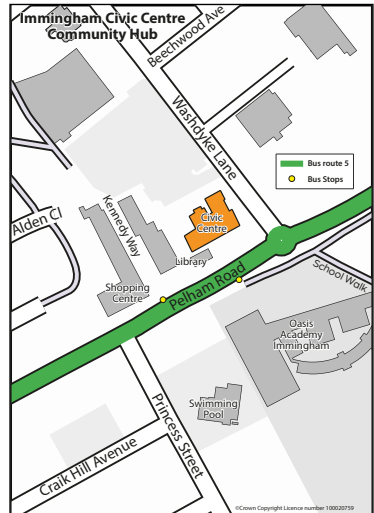 Immingham Civic Centre
Community Hub
Beechwood Ave
Washdyke Lane
Bus route 5
Bus Stops
Kennedy Way
Alden Cl
Civic
Centre
Library
Shopping
Centre
Pelham Road
School Walk
Oasis
Academy
Immingham
Swimming
Pool
Princess Street
Craik Hill Avenue
©Crown Copyright Licence number 100020759